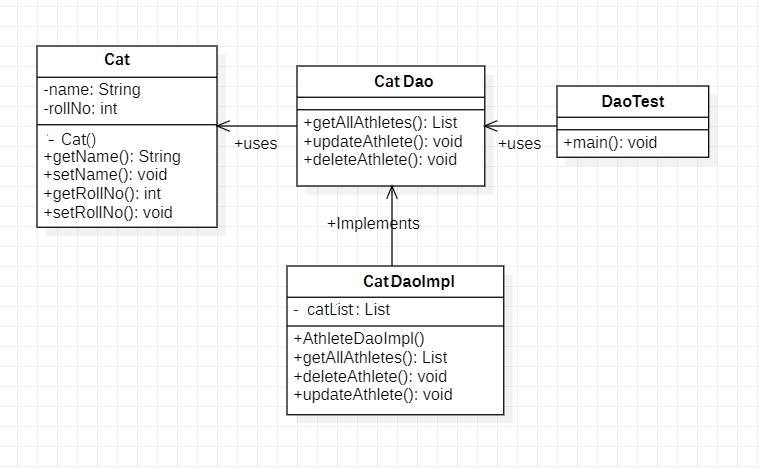 Cat
-name: String
-rollNo: int
- Cat()
+getName(): String
+setName(): void
+getRollNo(): int
+setRollNo(): void
+uses
Cat Dao
+getAllAthletes(): List
+updateAthlete(): void
+deleteAthlete(): void
+uses
DaoTest
+main(): void
+Implements
CatDaoImpl
- catList: List
+AthleteDaoImpl()
+getAllAthletes(): List
+deleteAthlete(): void
+updateAthlete(): void